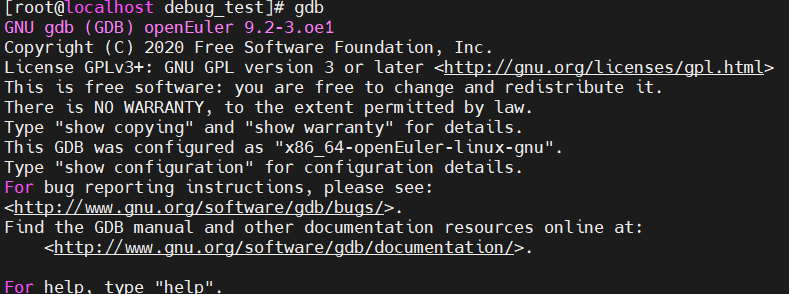 [root@localhost debug_test]# gdb
GNU gdb (GDB) openEuler 9.2-3.oe1
Copyright (C) 2020 Free Software Foundation, Inc.
License GPLv3+: GNU GPL version 3 or later <http://gnu.org/licenses/gpl.html>
This is free software: you are free to change and redistribute it.
There is NO WARRANTY, to the extent permitted by law.
Type "show copying" and "show warranty" for details.
This GDB was configured as "x86_64-openEuler-linux-gnu".
Type "show configuration" for configuration details.
For bug reporting instructions, please see:
<http://www.gnu.org/software/gdb/bugs/>.
Find the GDB manual and other documentation resources online at:
    <http://www.gnu.org/software/gdb/documentation/>.

For help, type "help".